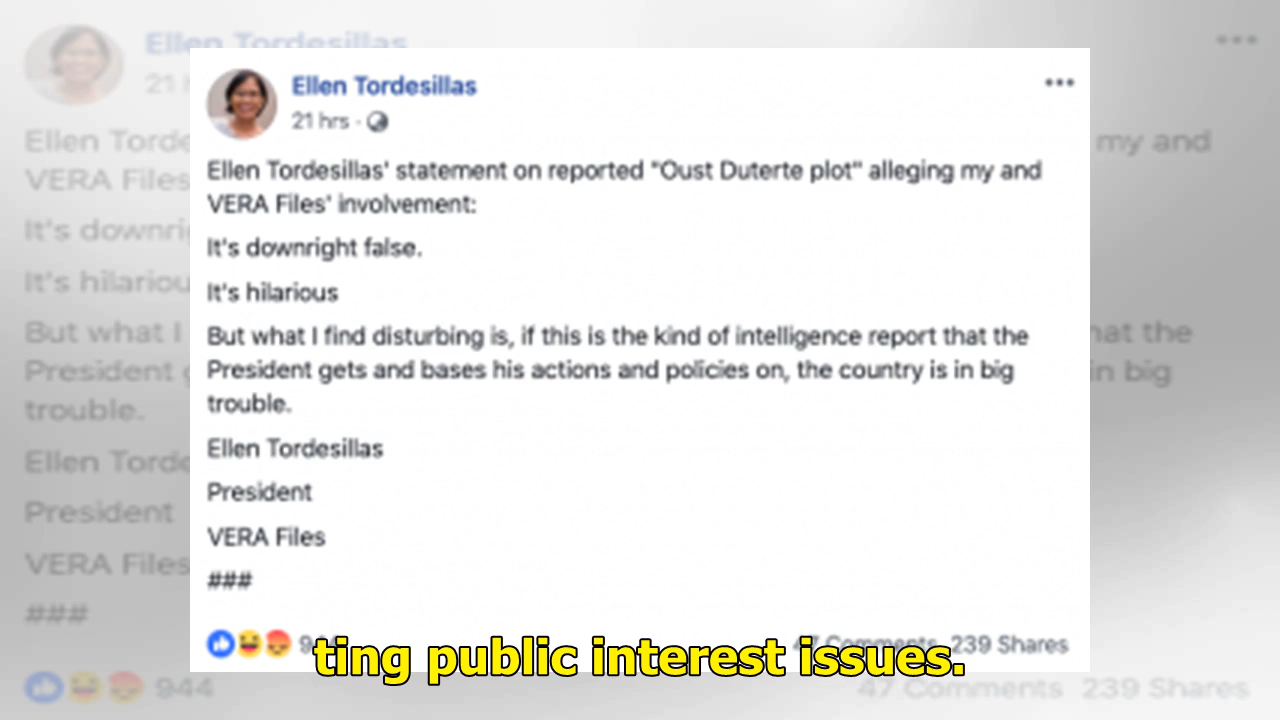 Ellen Tordesillas
21 hrs ·
Ellen Tordesillas' statement on reported "Oust Duterte plot" alleging my and
VERA Files' involvement:
It's downright false.
It's hilarious
But what I find disturbing is, if this is the kind of intelligence report that the
President gets and bases his actions and policies on, the country is in big
trouble.
Ellen Tordesillas
President
VERA Files
###
944 47 Comments 239 Shares
ting public interest issues.